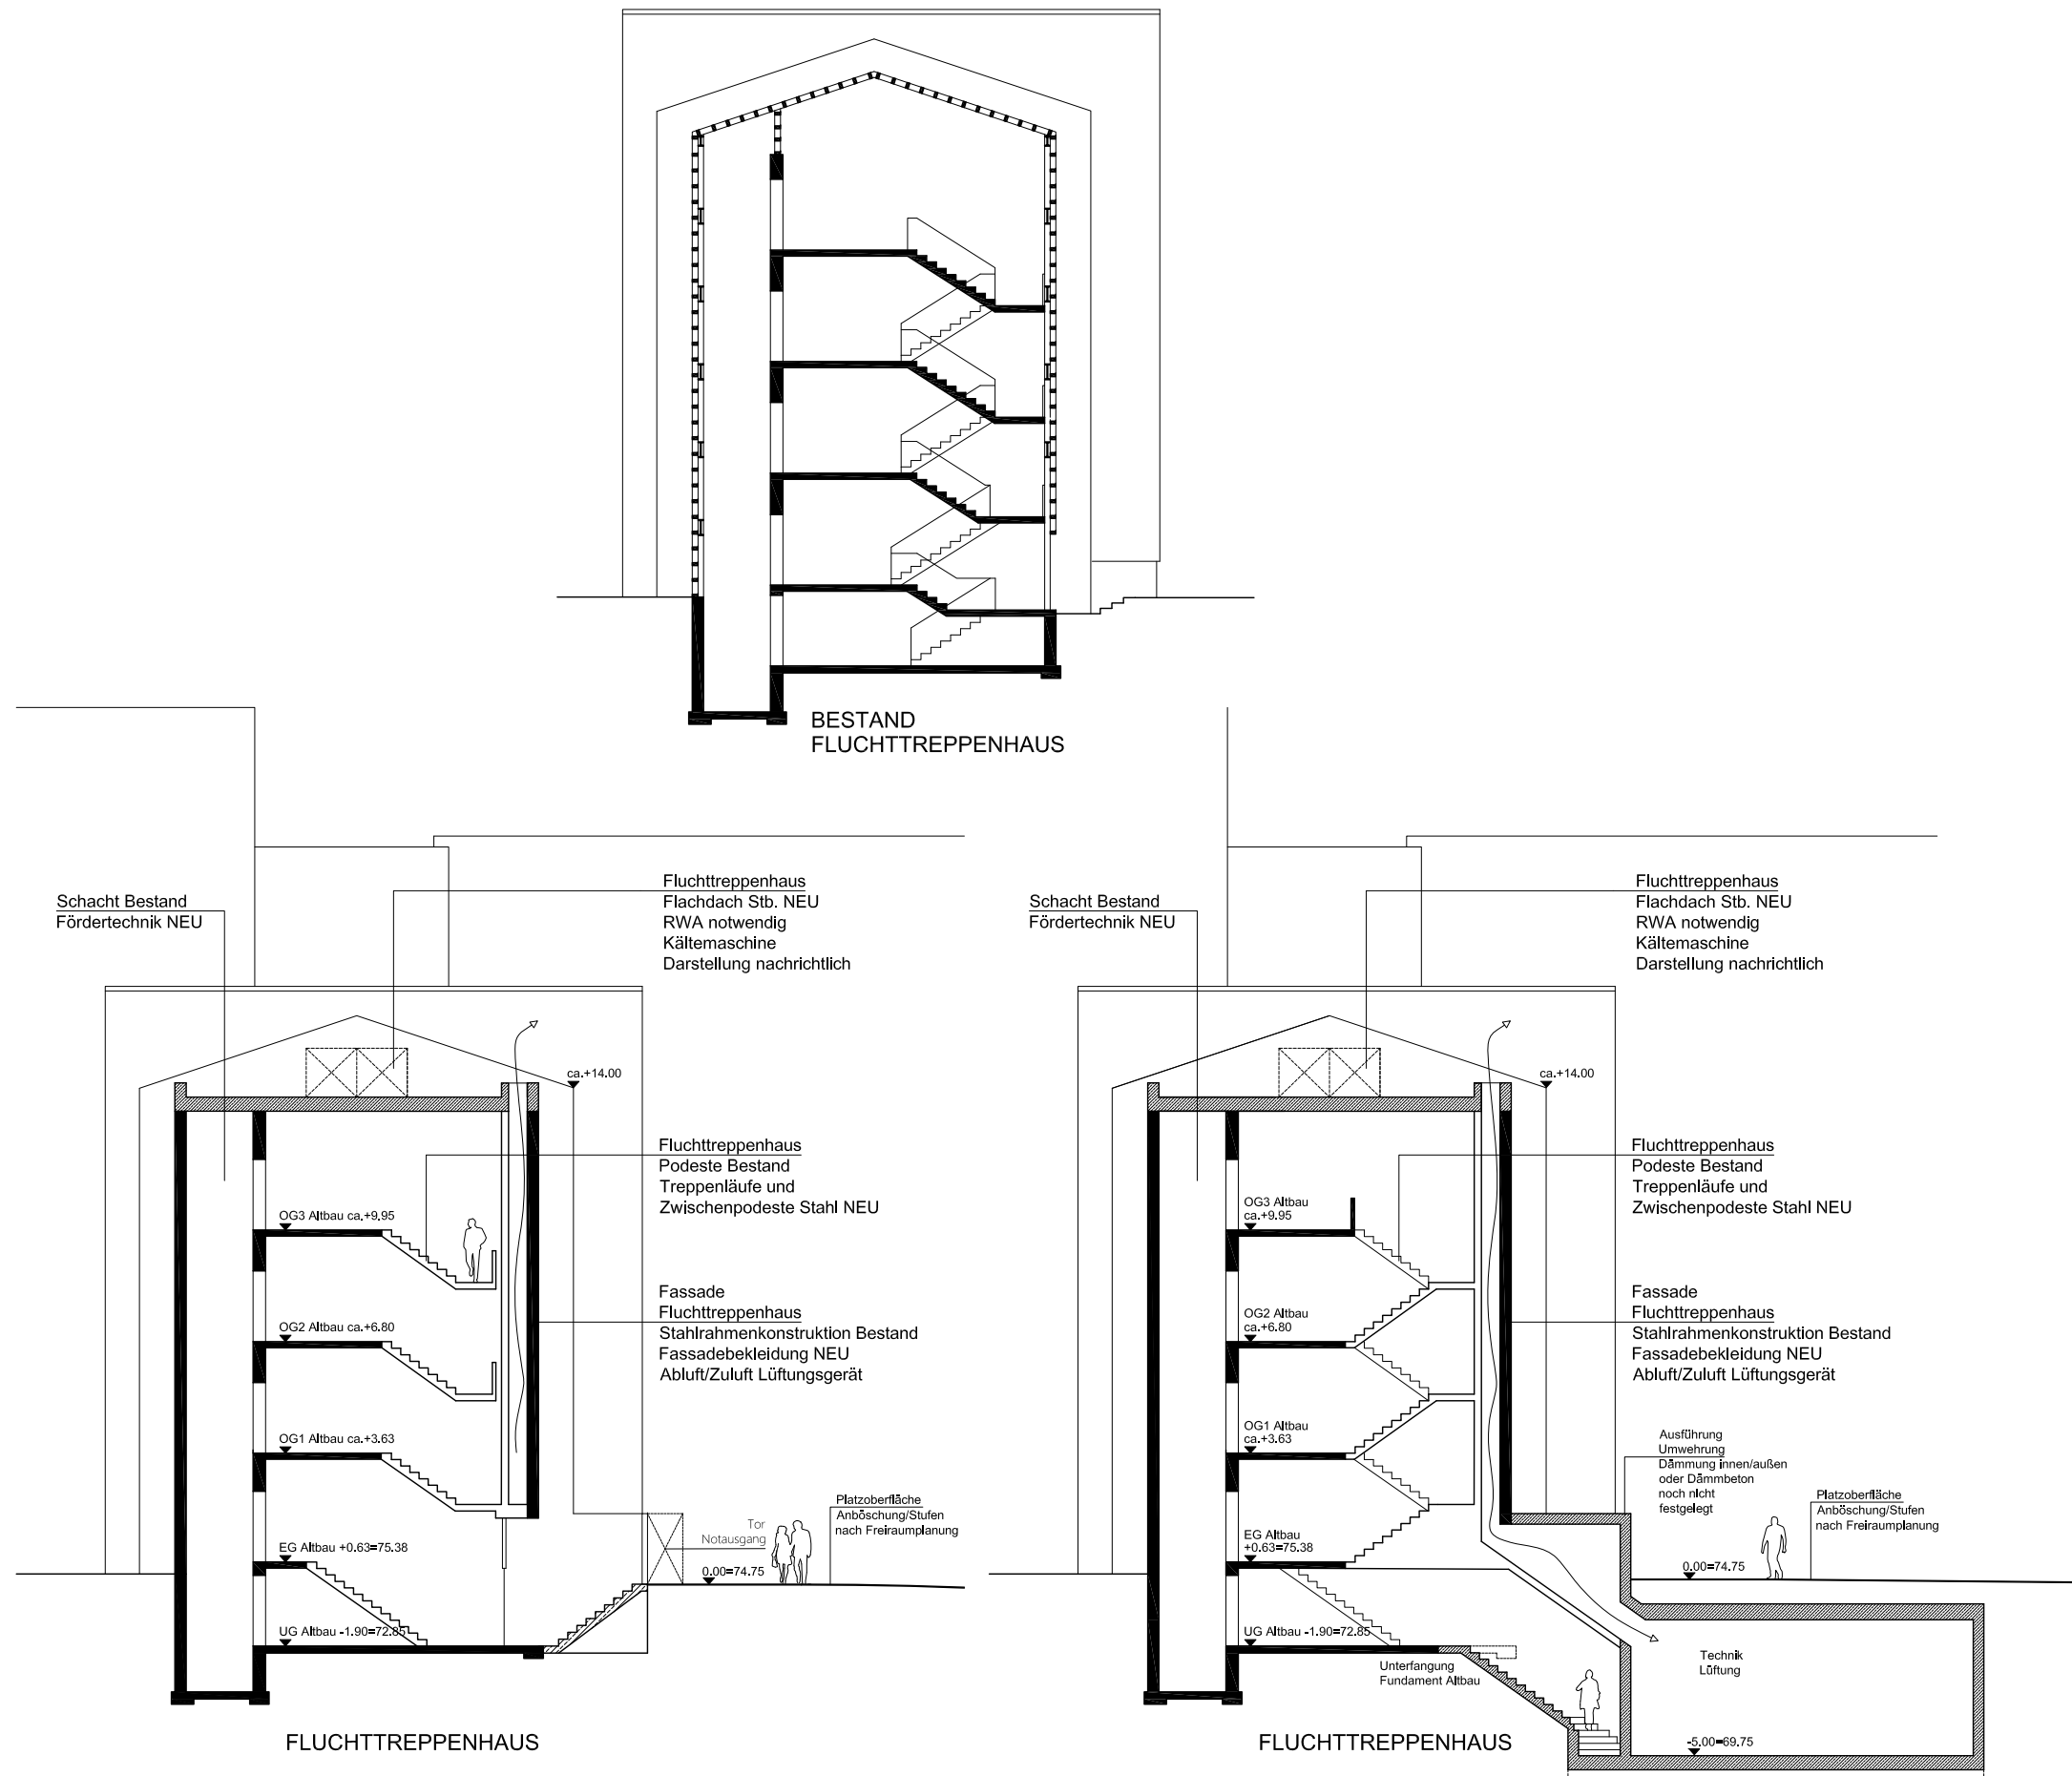 BESTAND
FLUCHTTREPPENHAUS
Schacht Bestand
Fördertechnik NEU
Fluchttreppenhaus
Flachdach Stb. NEU
RWA notwendig
Kältemaschine
Darstellung nachrichtlich
ca.+14.00
Fluchttreppenhaus
Podeste Bestand
Treppenläufe und
Zwischenpodeste Stahl NEU
OG3 Altbau ca.+9.95
Fassade
Fluchttreppenhaus
Stahlrahmenkonstruktion Bestand
Fassadebekleidung NEU
Abluft/Zuluft Lüftungsgerät
OG2 Altbau ca.+6.80
OG1 Altbau ca.+3.63
Tor
Notausgang
Platzoberfläche
Anböschung/Stufen
nach Freiraumplanung
EG Altbau +0.63=75.38
0.00=74.75
UG Altbau -1.90=72.85
FLUCHTTREPPENHAUS
Schacht Bestand
Fördertechnik NEU
Fluchttreppenhaus
Flachdach Stb. NEU
RWA notwendig
Kältemaschine
Darstellung nachrichtlich
ca.+14.00
Fluchttreppenhaus
Podeste Bestand
Treppenläufe und
Zwischenpodeste Stahl NEU
OG3 Altbau
ca.+9.95
Fassade
Fluchttreppenhaus
Stahlrahmenkonstruktion Bestand
Fassadebekleidung NEU
Abluft/Zuluft Lüftungsgerät
OG2 Altbau
ca.+6.80
OG1 Altbau
ca.+3.63
Ausführung
Umwehrung
Dämmung innen/außen
oder Dämmbeton
noch nicht
festgelegt
Platzoberfläche
Anböschung/Stufen
nach Freiraumplanung
EG Altbau
+0.63=75.38
0.00=74.75
UG Altbau -1.90=72.85
Unterfangung
Fundament Altbau
Technik
Lüftung
-5.00=69.75
FLUCHTTREPPENHAUS